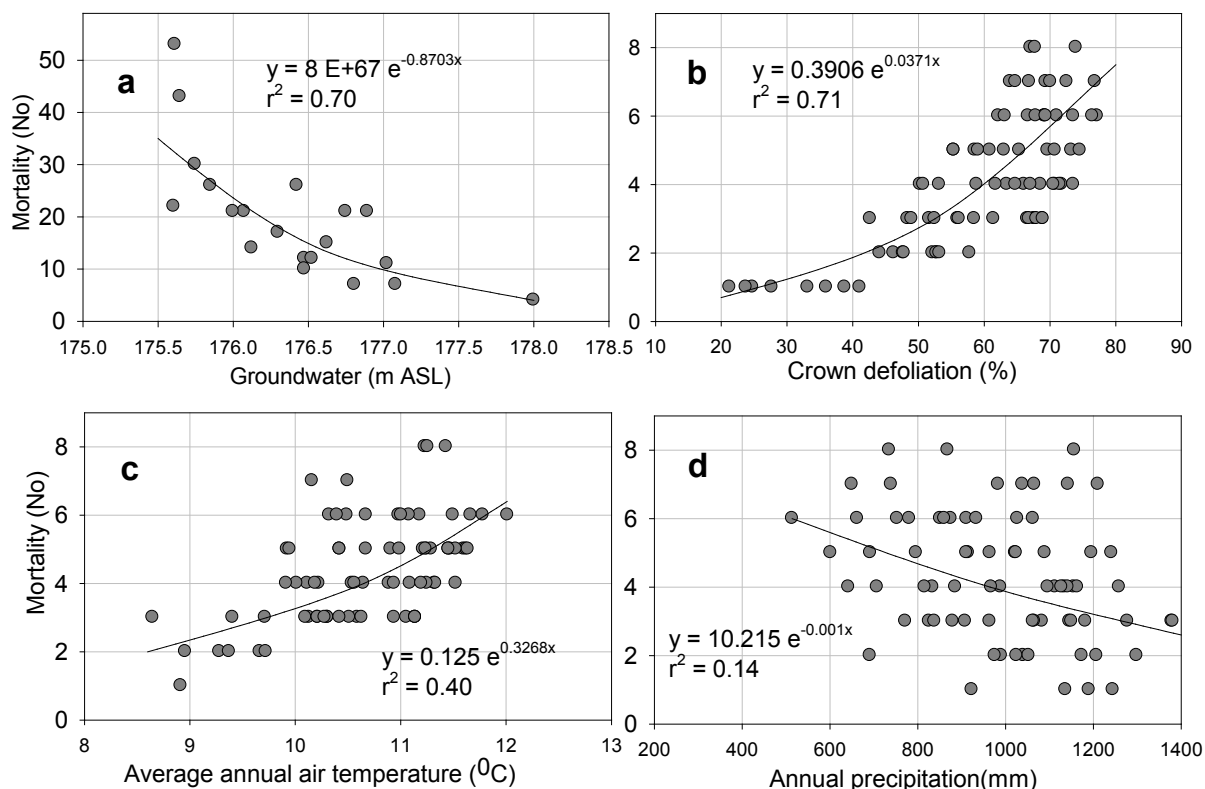 a
y = 8 E+67 e^-0.8703x
r² = 0.70
Mortality (No)
50
40
30
20
10
0
175.0 175.5 176.0 176.5 177.0 177.5 178.0 178.5
Groundwater (m ASL)
b
y = 0.3906 e^0.0371x
r² = 0.71
8
6
4
2
0
10 20 30 40 50 60 70 80 90
Crown defoliation (%)
c
y = 0.125 e^0.3268x
r² = 0.40
Mortality (No)
8
6
4
2
0
8 9 10 11 12 13
Average annual air temperature (⁰C)
d
y = 10.215 e^-0.001x
r² = 0.14
8
6
4
2
0
200 400 600 800 1000 1200 1400
Annual precipitation(mm)